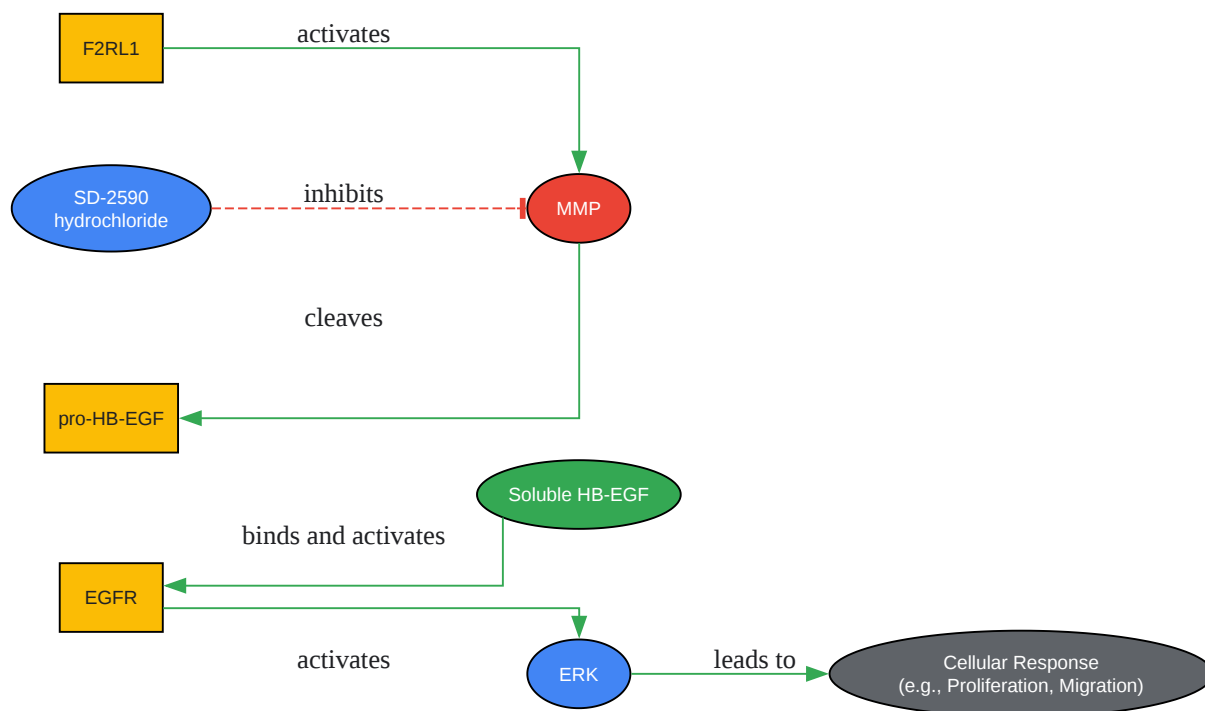 activates
F2RL1
SD-2590
hydrochloride
inhibits
MMP
cleaves
pro-HB-EGF
Soluble HB-EGF
binds and activates
EGFR
activates
ERK
leads to
Cellular Response
(e.g., Proliferation, Migration)